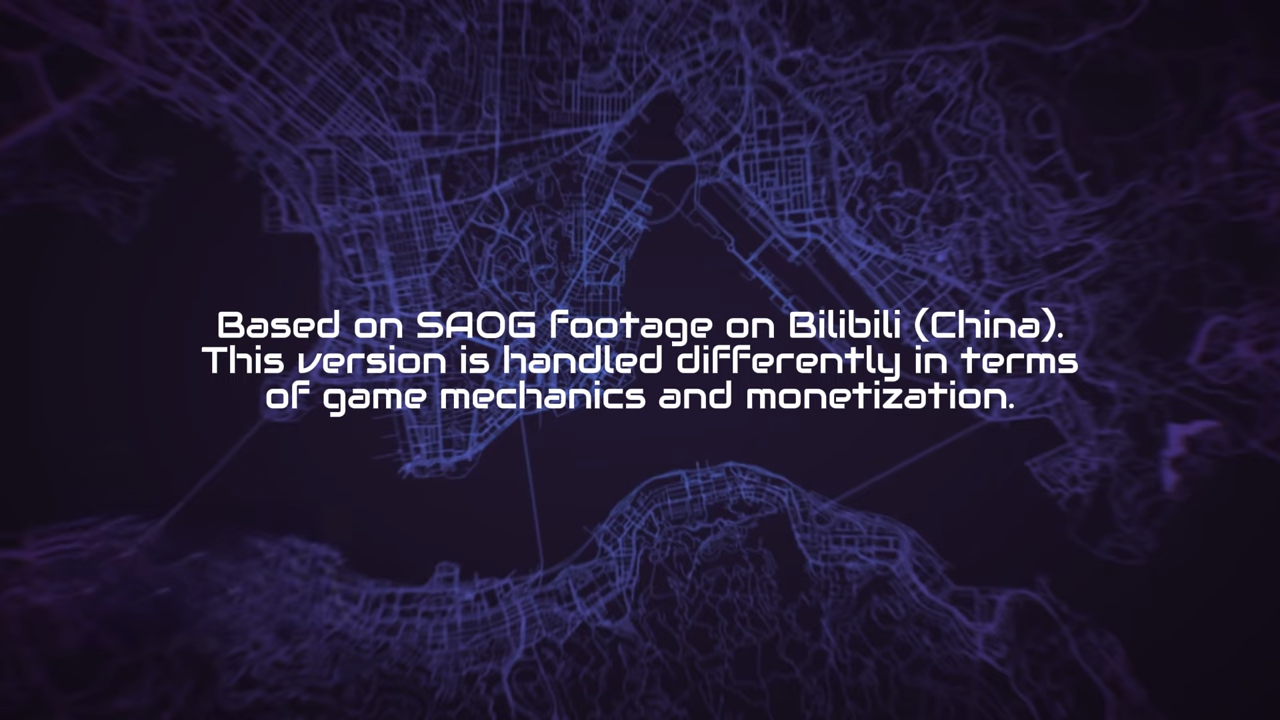 Based on SAOG footage on Bilibili (China).
This version is handled differently in terms
of game mechanics and monetization.